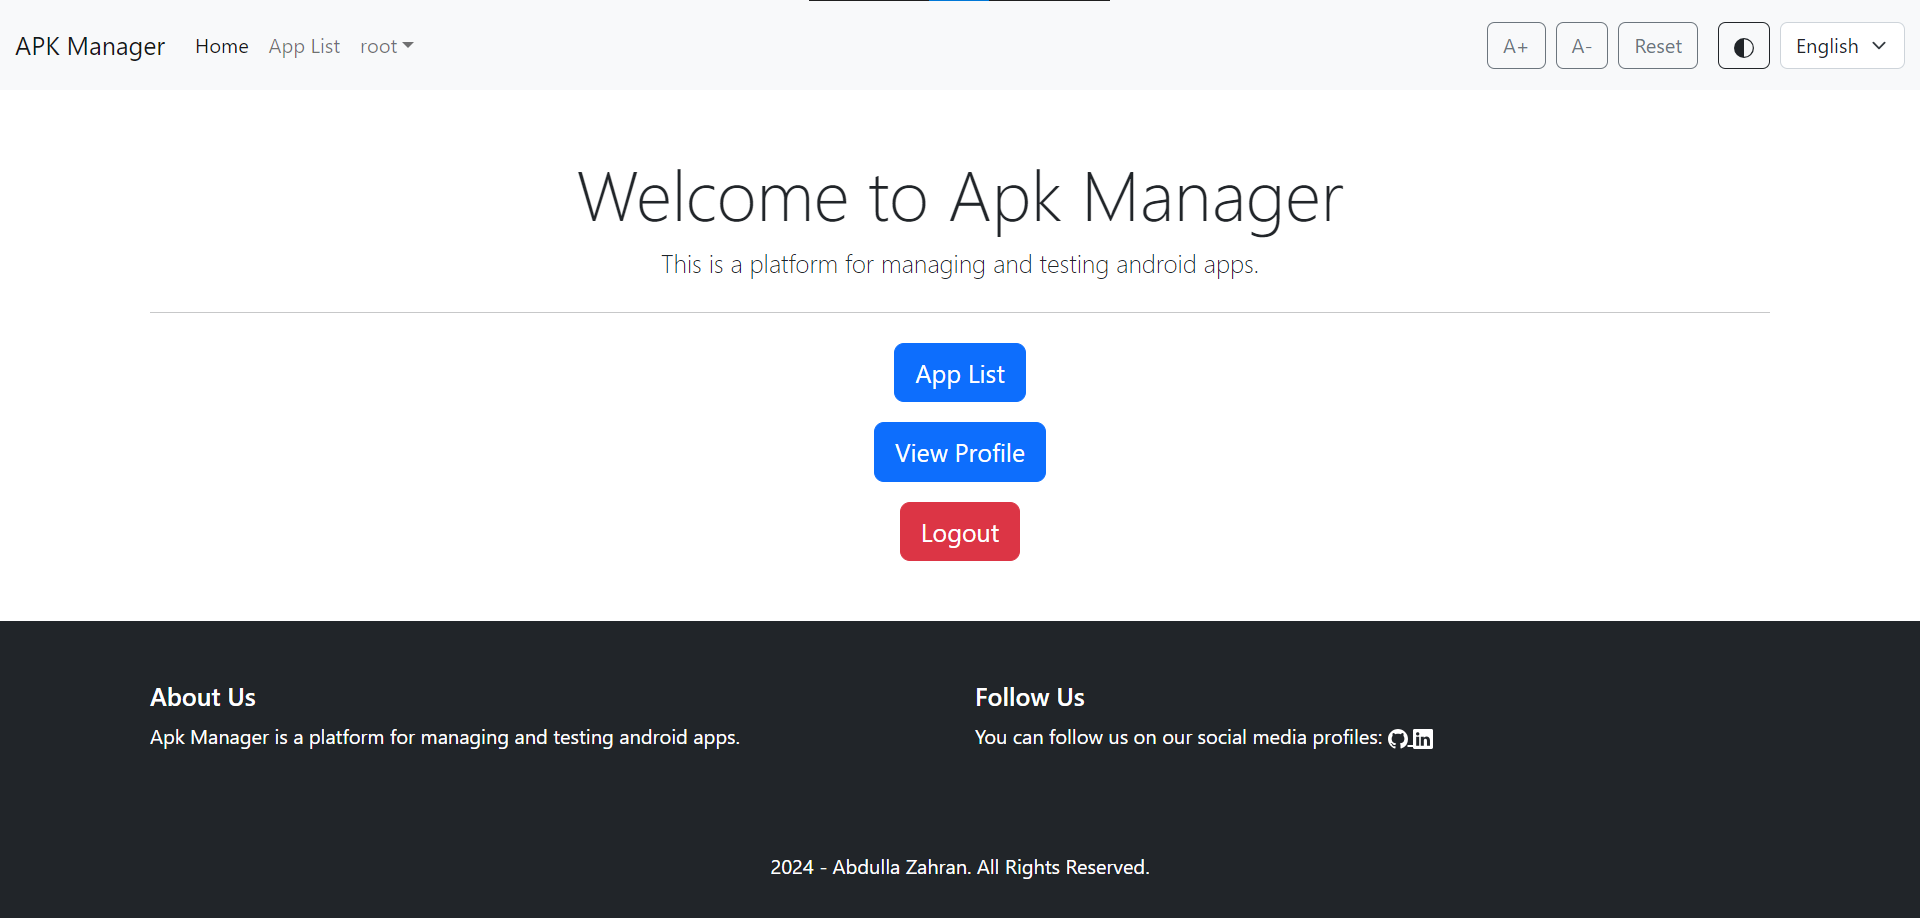 APK Manager Home App List root A+ A- Reset English
Welcome to Apk Manager
This is a platform for managing and testing android apps.
App List
View Profile
Logout
About Us
Apk Manager is a platform for managing and testing android apps.
Follow Us
You can follow us on our social media profiles:
2024 - Abdulla Zahran. All Rights Reserved.